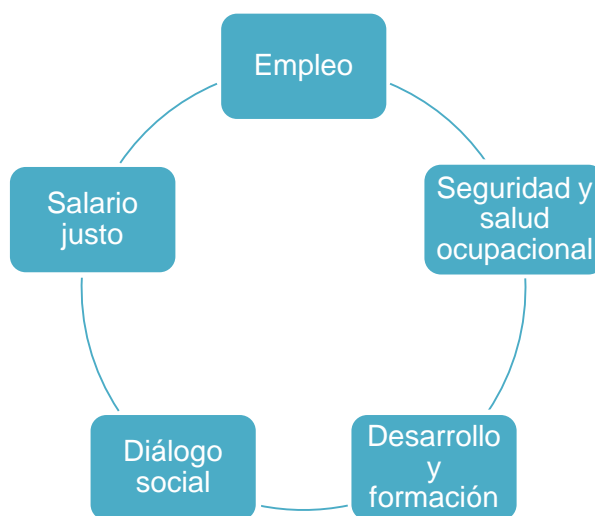 Empleo
Seguridad y
salud
ocupacional
Desarrollo
y
formación
Diálogo
social
Salario
justo